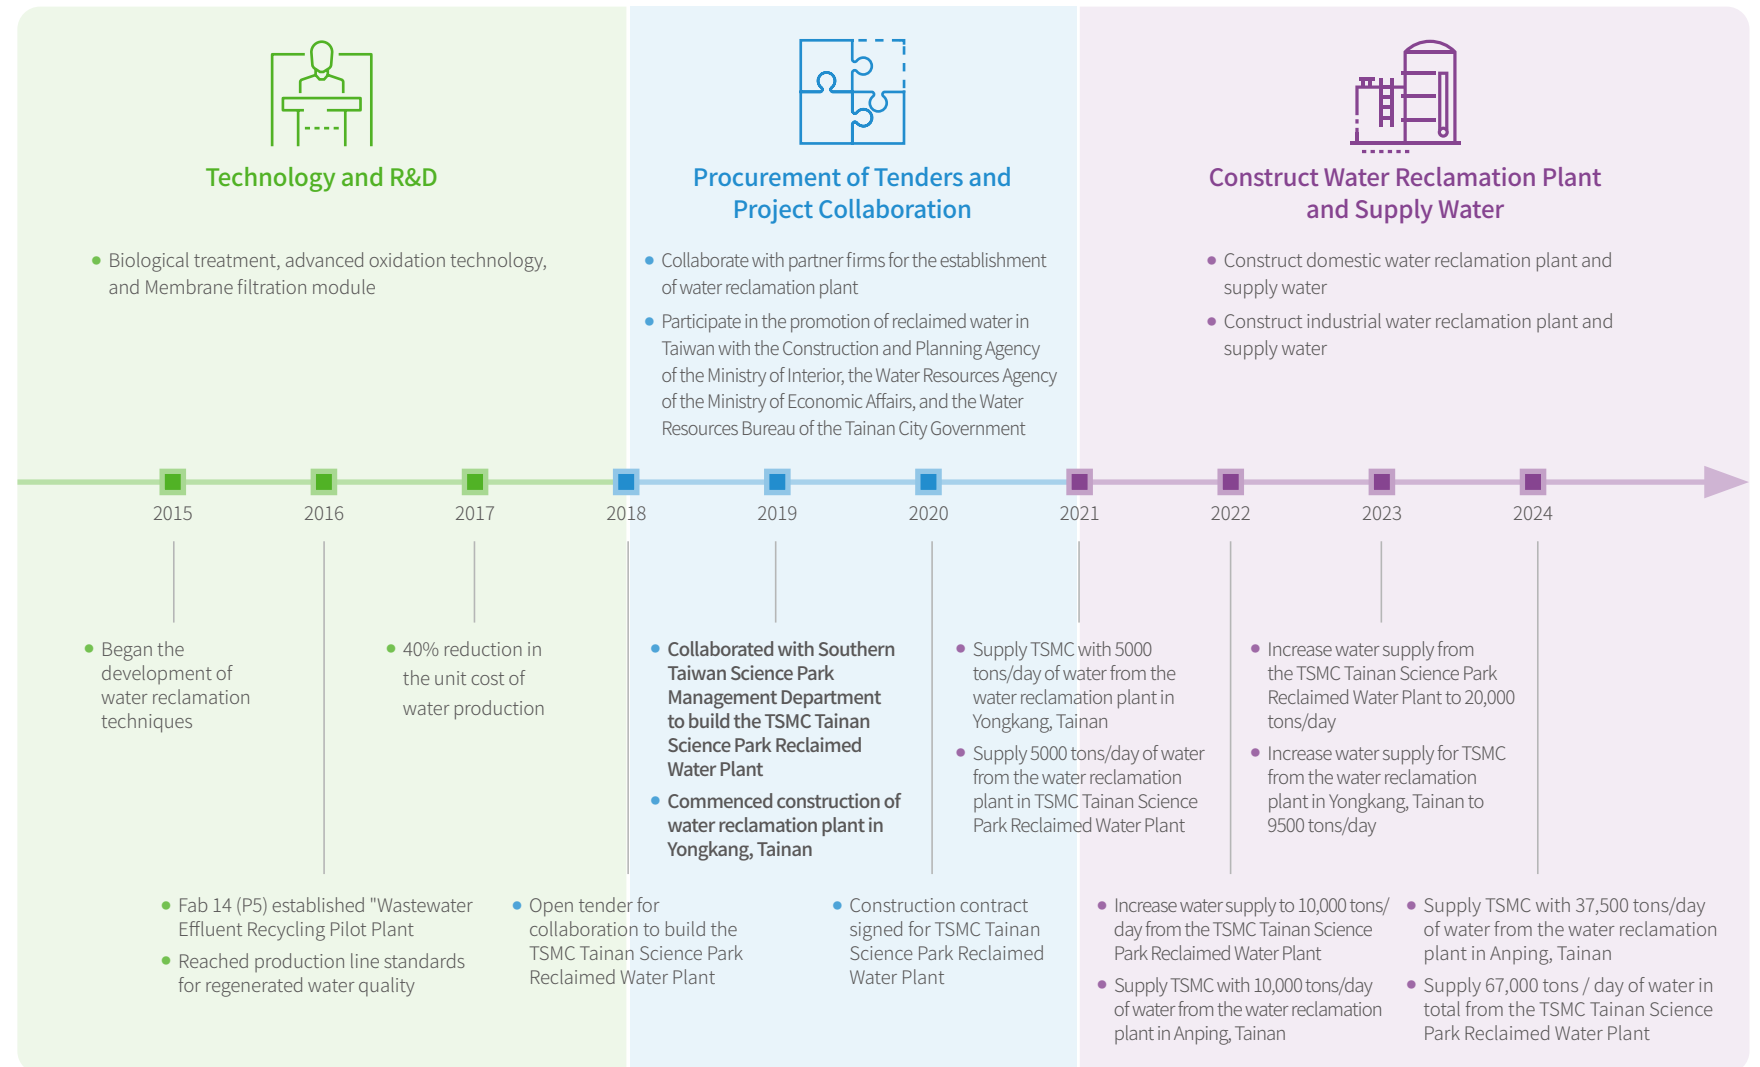 Technology and R&D
Biological treatment, advanced oxidation technology,
and Membrane filtration module
Procurement of Tenders and
Project Collaboration
Collaborate with partner firms for the establishment
of water reclamation plant
Participate in the promotion of reclaimed water in
Taiwan with the Construction and Planning Agency
of the Ministry of Interior, the Water Resources Agency
of the Ministry of Economic Affairs, and the Water
Resources Bureau of the Tainan City Government
Construct Water Reclamation Plant
and Supply Water
Construct domestic water reclamation plant and
supply water
Construct industrial water reclamation plant and
supply water
2015
2016
2017
2018
2019
2020
2021
2022
2023
2024
Began the
development of
water reclamation
techniques
40% reduction in
the unit cost of
water production
Collaborated with Southern
Taiwan Science Park
Management Department
to build the TSMC Tainan
Science Park Reclaimed
Water Plant
Commenced construction of
water reclamation plant in
Yongkang, Tainan
Supply TSMC with 5000
tons/day of water from the
water reclamation plant in
Yongkang, Tainan
Supply 5000 tons/day of water
from the water reclamation
plant in TSMC Tainan Science
Park Reclaimed Water Plant
Increase water supply from
the TSMC Tainan Science Park
Reclaimed Water Plant to 20,000
tons/day
Increase water supply for TSMC
from the water reclamation
plant in Yongkang, Tainan to
9500 tons/day
Fab 14 (P5) established "Wastewater
Effluent Recycling Pilot Plant
Reached production line standards
for regenerated water quality
Open tender for
collaboration to build the
TSMC Tainan Science Park
Reclaimed Water Plant
Construction contract
signed for TSMC Tainan
Science Park Reclaimed
Water Plant
Increase water supply to 10,000 tons/
day from the TSMC Tainan Science
Park Reclaimed Water Plant
Supply TSMC with 10,000 tons/day
of water from the water reclamation
plant in Anping, Tainan
Supply TSMC with 37,500 tons/day
of water from the water reclamation
plant in Anping, Tainan
Supply 67,000 tons / day of water in
total from the TSMC Tainan Science
Park Reclaimed Water Plant